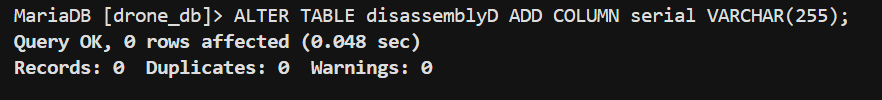 MariaDB [drone_db]> ALTER TABLE disassemblyD ADD COLUMN serial VARCHAR(255);
Query OK, 0 rows affected (0.048 sec)
Records: 0  Duplicates: 0  Warnings: 0